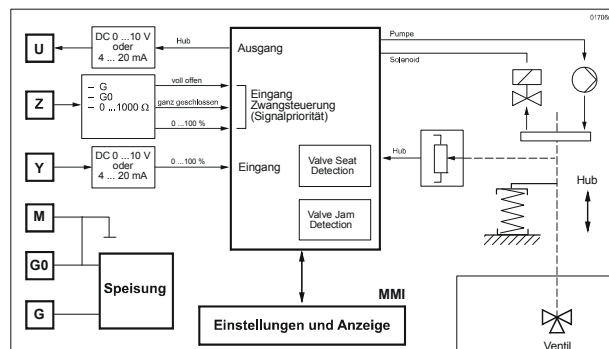 01706
U
DC 0 ...10 V
oder
4 ... 20 mA
Hub
Ausgang
Pumpe
Solenoid
Z
– G
– G0
– 0 ...1000 Ω
voll offen
ganz geschlossen
0 ...100 %
Eingang
Zwangsteuerung
(Signalpriorität)
Y
DC 0 ...10 V
oder
4 ... 20 mA
0 ...100 %
Eingang
Valve Seat
Detection
Valve Jam
Detection
Hub
Hub
M
G0
G
Speisung
MMI
Einstellungen und Anzeige
Ventil